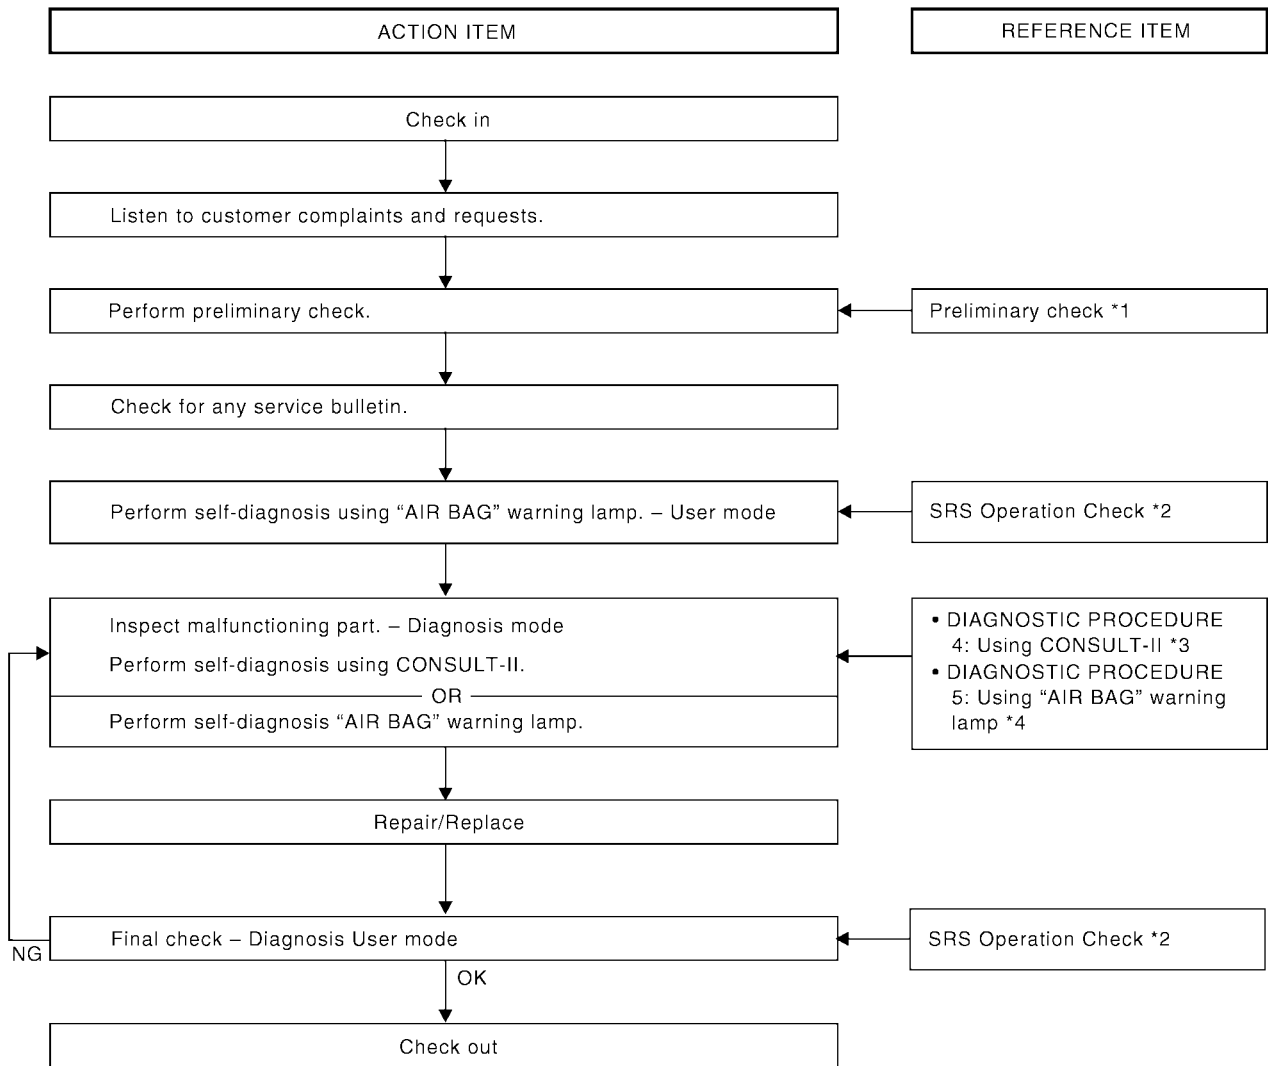 ACTION ITEM
REFERENCE ITEM
Check in
Listen to customer complaints and requests.
Perform preliminary check.
Preliminary check *1
Check for any service bulletin.
Perform self-diagnosis using “AIR BAG” warning lamp. – User mode
SRS Operation Check *2
Inspect malfunctioning part. – Diagnosis mode
Perform self-diagnosis using CONSULT-II.
OR
Perform self-diagnosis “AIR BAG” warning lamp.
• DIAGNOSTIC PROCEDURE
4: Using CONSULT-II *3
• DIAGNOSTIC PROCEDURE
5: Using “AIR BAG” warning
lamp *4
Repair/Replace
Final check – Diagnosis User mode
SRS Operation Check *2
NG
OK
Check out